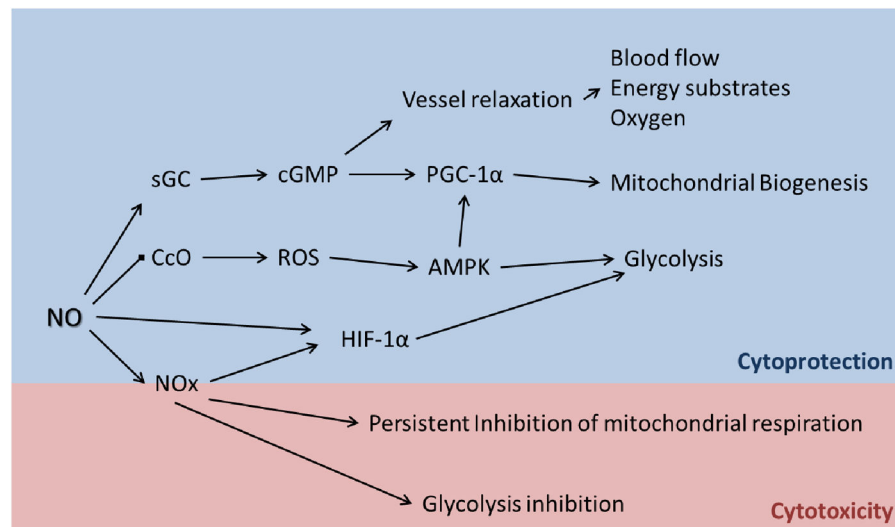 Blood flow
Energy substrates
Oxygen
Vessel relaxation
sGC
cGMP
PGC-1α
Mitochondrial Biogenesis
CcO
ROS
AMPK
Glycolysis
NO
HIF-1α
Cytoprotection
NOx
Persistent Inhibition of mitochondrial respiration
Glycolysis inhibition
Cytotoxicity